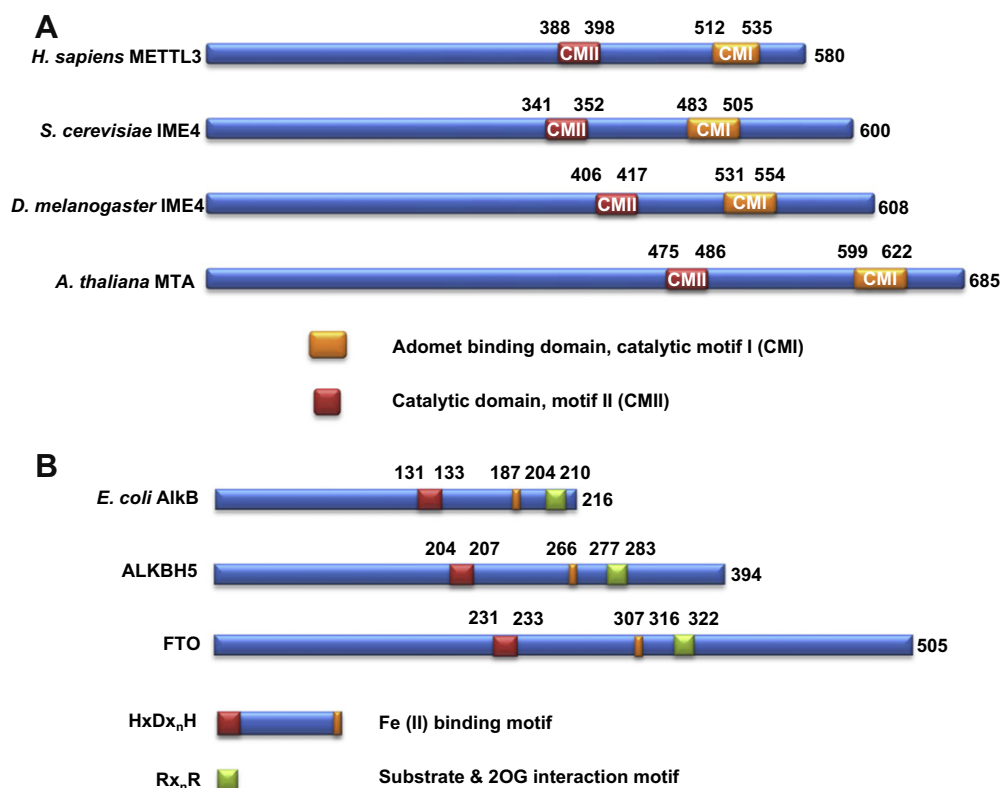 A
388 398 512 535
H. sapiens METTL3 CMII CMI 580
341 352 483 505
S. cerevisiae IME4 CMII CMI 600
406 417 531 554
D. melanogaster IME4 CMII CMI 608
475 486 599 622
A. thaliana MTA CMII CMI 685
Adomet binding domain, catalytic motif I (CMI)
Catalytic domain, motif II (CMII)
B
131 133 187 204 210
E. coli AlkB 216
204 207 266 277 283
ALKBH5 394
231 233 307 316 322
FTO 505
HxDxnH Fe (II) binding motif
RxnR Substrate & 2OG interaction motif